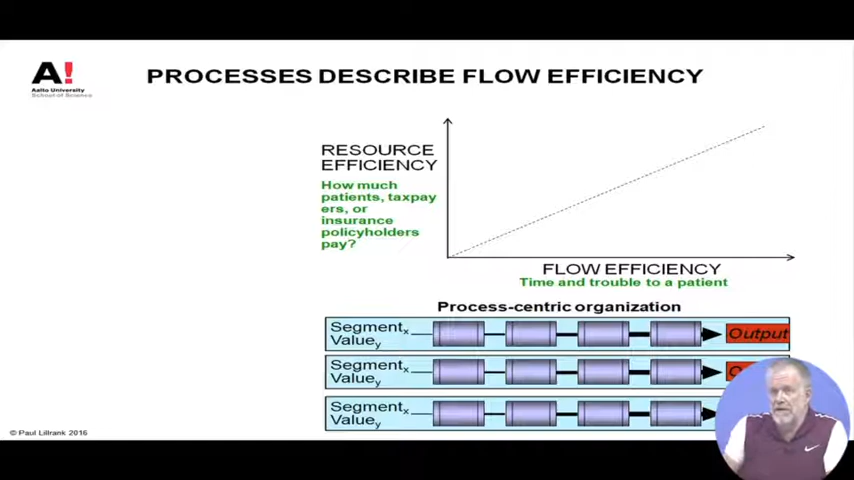 PROCESSES DESCRIBE FLOW EFFICIENCY
A!
Aalto University
School of Science
RESOURCE
EFFICIENCY
How much
patients, taxpay
ers, or
insurance
policyholders
pay?
FLOW EFFICIENCY
Time and trouble to a patient
Process-centric organization
Segmentx
Valuey
Output
Segmentx
Valuey
Segmentx
Valuey
© Paul Lillrank 2016